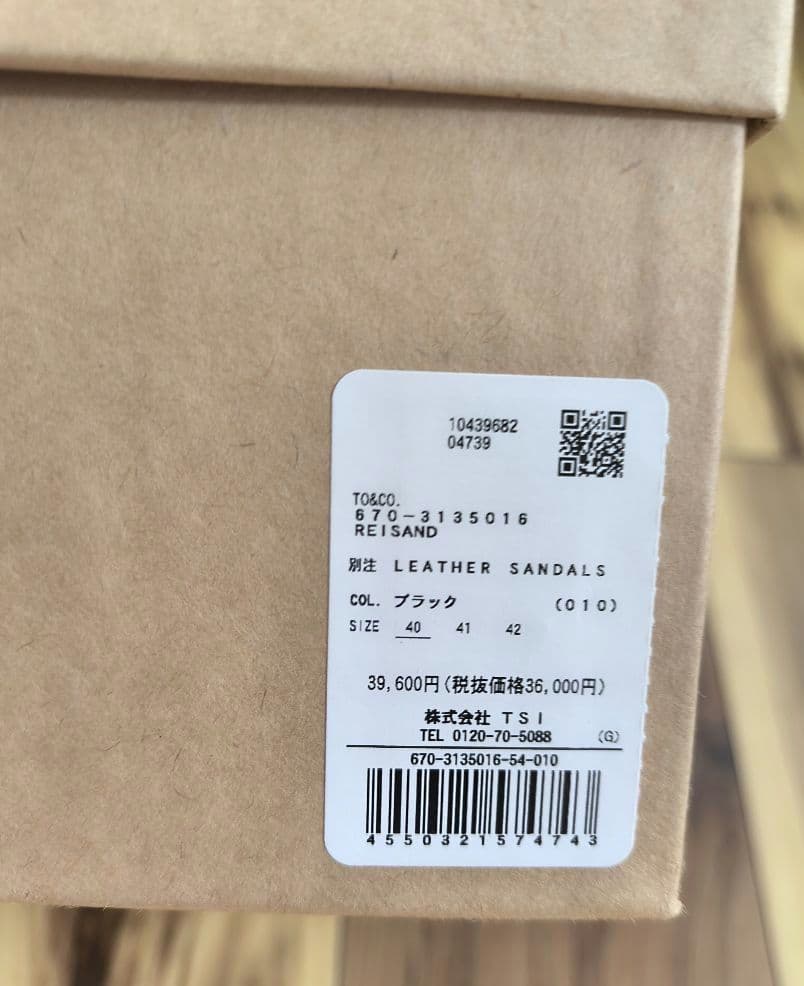 10439682
04739
TO&CO.
670-3135016
REISAND
別注 LEATHER SANDALS
COL. ブラック (010)
SIZE 40 41 42
39,600円(税抜価格36,000円)
株式会社 TSI
TEL 0120-70-5088 (G)
670-3135016-54-010
4550321574743